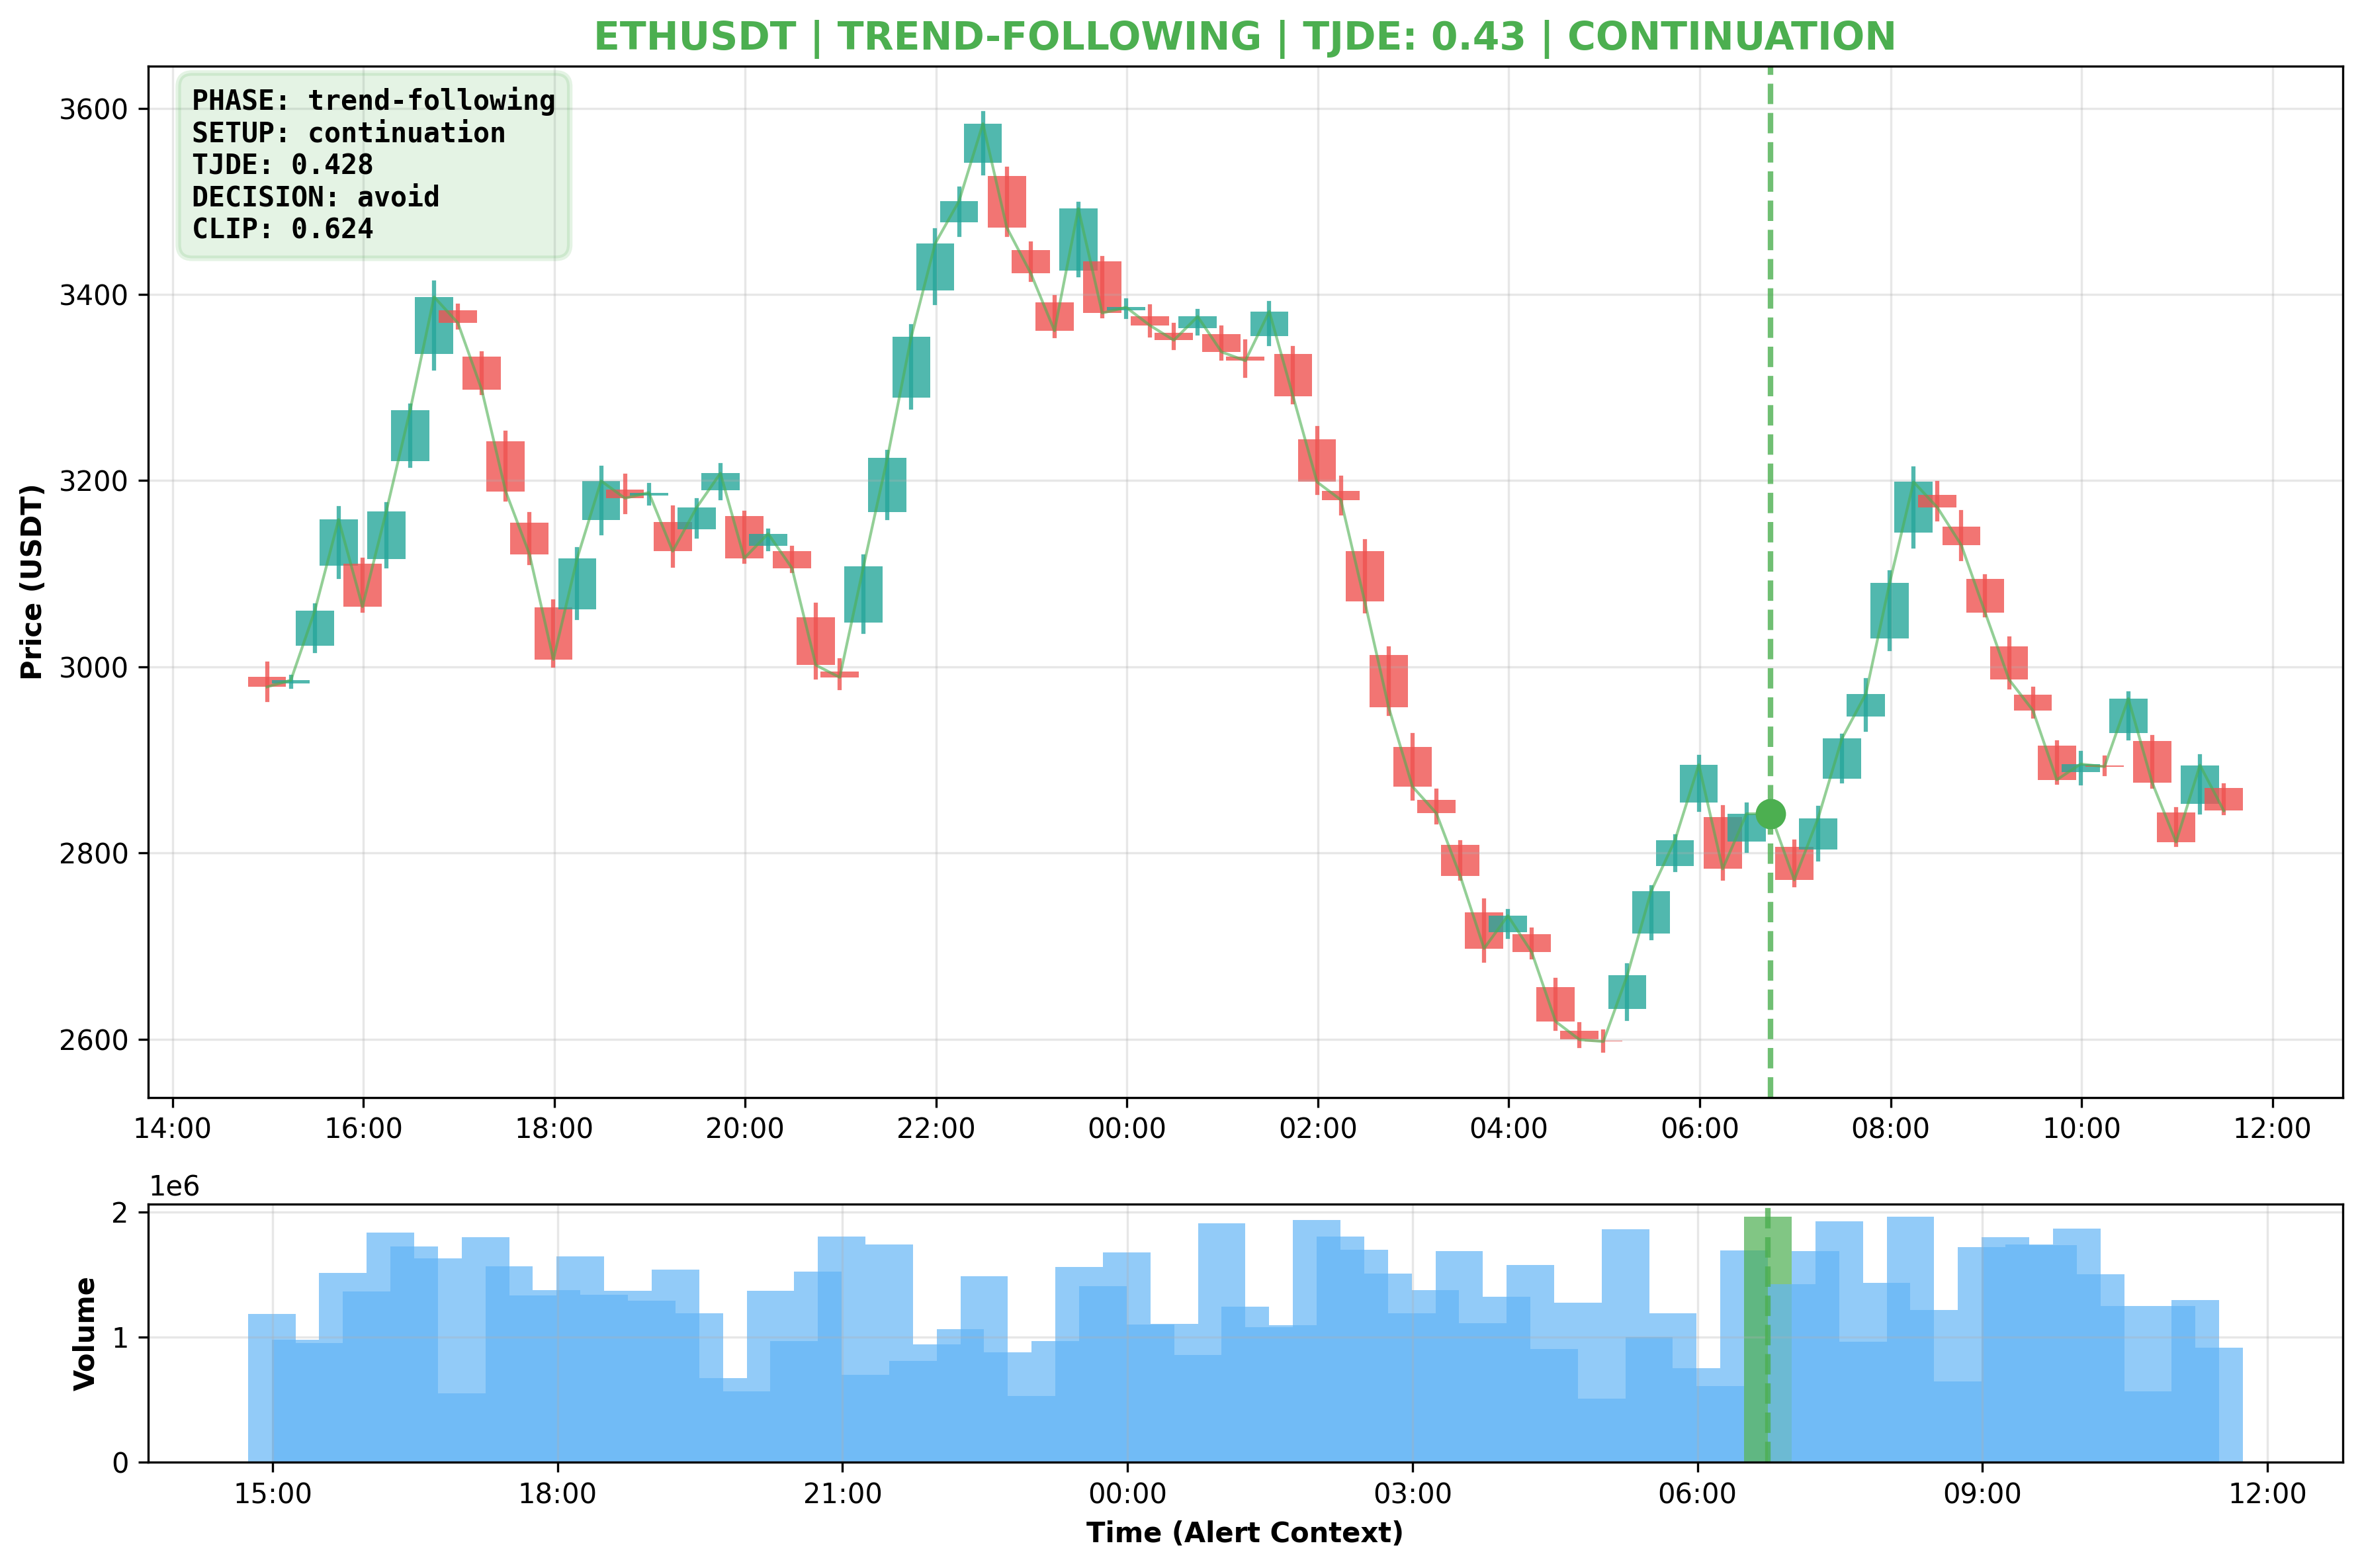 ETHUSDT | TREND-FOLLOWING | TJDE: 0.43 | CONTINUATION
PHASE: trend-following
SETUP: continuation
TJDE: 0.428
DECISION: avoid
CLIP: 0.624
Price (USDT)
3600
3400
3200
3000
2800
2600
14:00 16:00 18:00 20:00 22:00 00:00 02:00 04:00 06:00 08:00 10:00 12:00
1e6
Volume
2
1
0
15:00 18:00 21:00 00:00 03:00 06:00 09:00 12:00
Time (Alert Context)